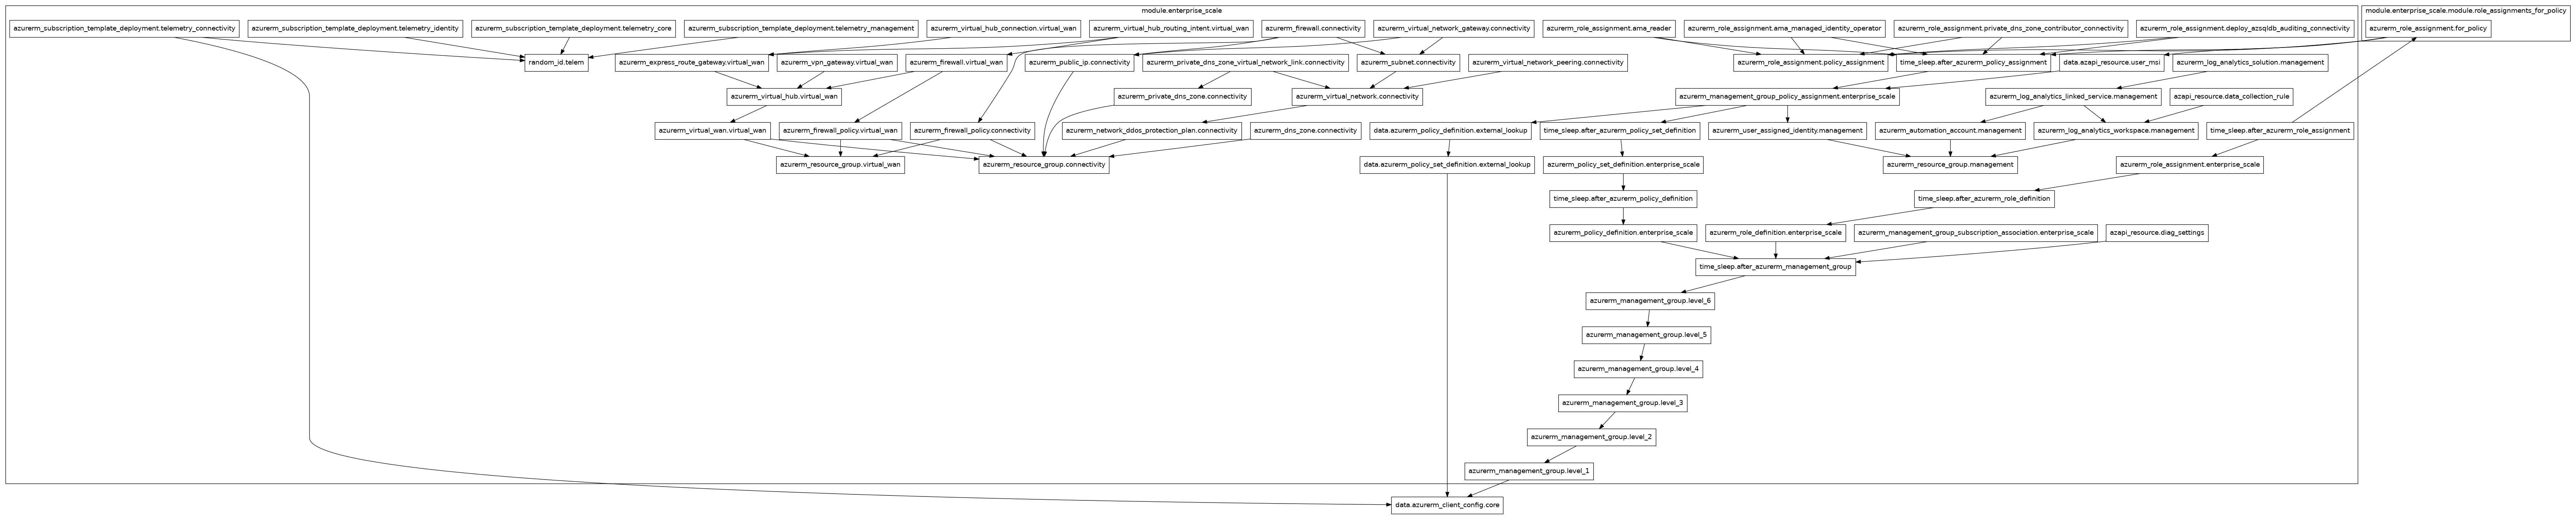 module.enterprise_scale
module.enterprise_scale.module.role_assignments_for_policy
azurerm_subscription_template_deployment.telemetry_connectivity
azurerm_subscription_template_deployment.telemetry_identity
azurerm_subscription_template_deployment.telemetry_core
azurerm_subscription_template_deployment.telemetry_management
azurerm_virtual_hub_connection.virtual_wan
azurerm_virtual_hub_routing_intent.virtual_wan
azurerm_firewall.connectivity
azurerm_virtual_network_gateway.connectivity
azurerm_role_assignment.ama_reader
azurerm_role_assignment.ama_managed_identity_operator
azurerm_role_assignment.private_dns_zone_contributor_connectivity
azurerm_role_assignment.deploy_azsqldb_auditing_connectivity
azurerm_role_assignment.for_policy
random_id.telem
azurerm_express_route_gateway.virtual_wan
azurerm_vpn_gateway.virtual_wan
azurerm_firewall.virtual_wan
azurerm_public_ip.connectivity
azurerm_private_dns_zone_virtual_network_link.connectivity
azurerm_subnet.connectivity
azurerm_virtual_network_peering.connectivity
azurerm_role_assignment.policy_assignment
time_sleep.after_azurerm_policy_assignment
data.azapi_resource.user_msi
azurerm_log_analytics_solution.management
azurerm_virtual_hub.virtual_wan
azurerm_private_dns_zone.connectivity
azurerm_virtual_network.connectivity
azurerm_management_group_policy_assignment.enterprise_scale
azurerm_log_analytics_linked_service.management
azapi_resource.data_collection_rule
azurerm_virtual_wan.virtual_wan
azurerm_firewall_policy.virtual_wan
azurerm_firewall_policy.connectivity
azurerm_network_ddos_protection_plan.connectivity
azurerm_dns_zone.connectivity
data.azurerm_policy_definition.external_lookup
time_sleep.after_azurerm_policy_set_definition
azurerm_user_assigned_identity.management
azurerm_automation_account.management
azurerm_log_analytics_workspace.management
time_sleep.after_azurerm_role_assignment
azurerm_resource_group.virtual_wan
azurerm_resource_group.connectivity
data.azurerm_policy_set_definition.external_lookup
azurerm_policy_set_definition.enterprise_scale
azurerm_resource_group.management
azurerm_role_assignment.enterprise_scale
time_sleep.after_azurerm_policy_definition
time_sleep.after_azurerm_role_definition
azurerm_policy_definition.enterprise_scale
azurerm_role_definition.enterprise_scale
azurerm_management_group_subscription_association.enterprise_scale
azapi_resource.diag_settings
time_sleep.after_azurerm_management_group
azurerm_management_group.level_6
azurerm_management_group.level_5
azurerm_management_group.level_4
azurerm_management_group.level_3
azurerm_management_group.level_2
azurerm_management_group.level_1
data.azurerm_client_config.core